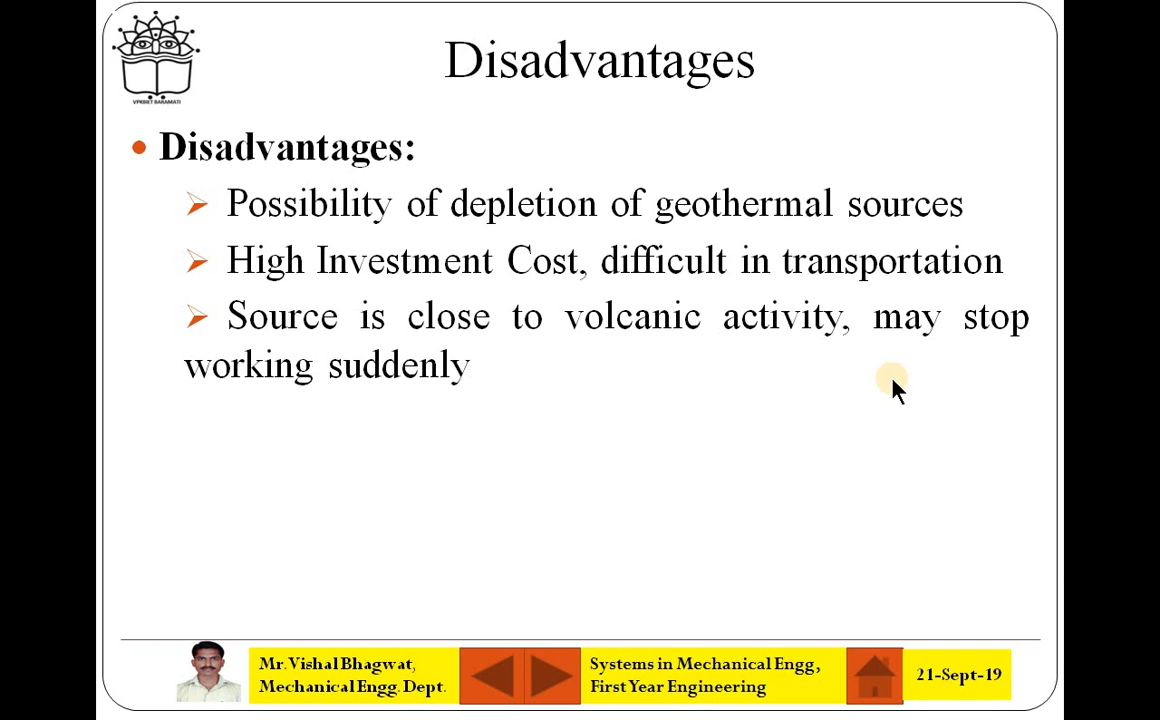 Disadvantages
VPKBIET BARAMATI
Disadvantages:
Possibility of depletion of geothermal sources
High Investment Cost, difficult in transportation
Source is close to volcanic activity, may stop
working suddenly
Mr. Vishal Bhagwat,
Mechanical Engg. Dept.
Systems in Mechanical Engg,
First Year Engineering
21-Sept-19